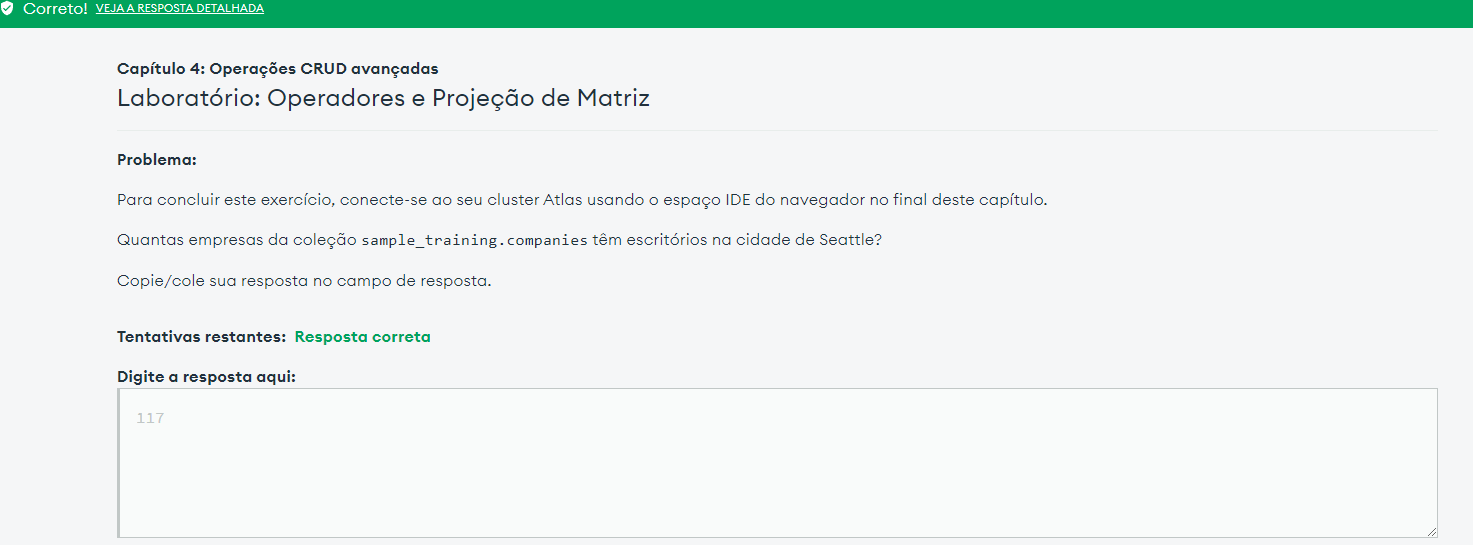 Correto! VEJA A RESPOSTA DETALHADA
Capítulo 4: Operações CRUD avançadas
Laboratório: Operadores e Projeção de Matriz
Problema:
Para concluir este exercício, conecte-se ao seu cluster Atlas usando o espaço IDE do navegador no final deste capítulo.
Quantas empresas da coleção sample_training.companies têm escritórios na cidade de Seattle?
Copie/cole sua resposta no campo de resposta.
Tentativas restantes: Resposta correta
Digite a resposta aqui:
117